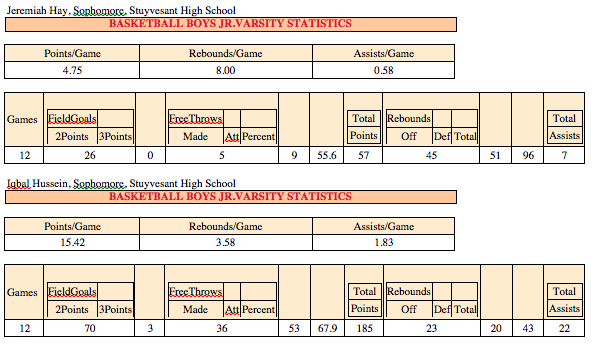 Jeremiah Hay, Sophomore, Stuyvesant High School
BASKETBALL BOYS JR.VARSITY STATISTICS
Points/Game Rebounds/Game Assists/Game
4.75 8.00 0.58
Games FieldGoals FreeThrows Total Rebounds Total
2Points 3Points Made Att Percent Points Off Def Total Assists
12 26 0 5 9 55.6 57 45 51 96 7
Iqbal Hussein, Sophomore, Stuyvesant High School
BASKETBALL BOYS JR.VARSITY STATISTICS
Points/Game Rebounds/Game Assists/Game
15.42 3.58 1.83
Games FieldGoals FreeThrows Total Rebounds Total
2Points 3Points Made Att Percent Points Off Def Total Assists
12 70 3 36 53 67.9 185 23 20 43 22